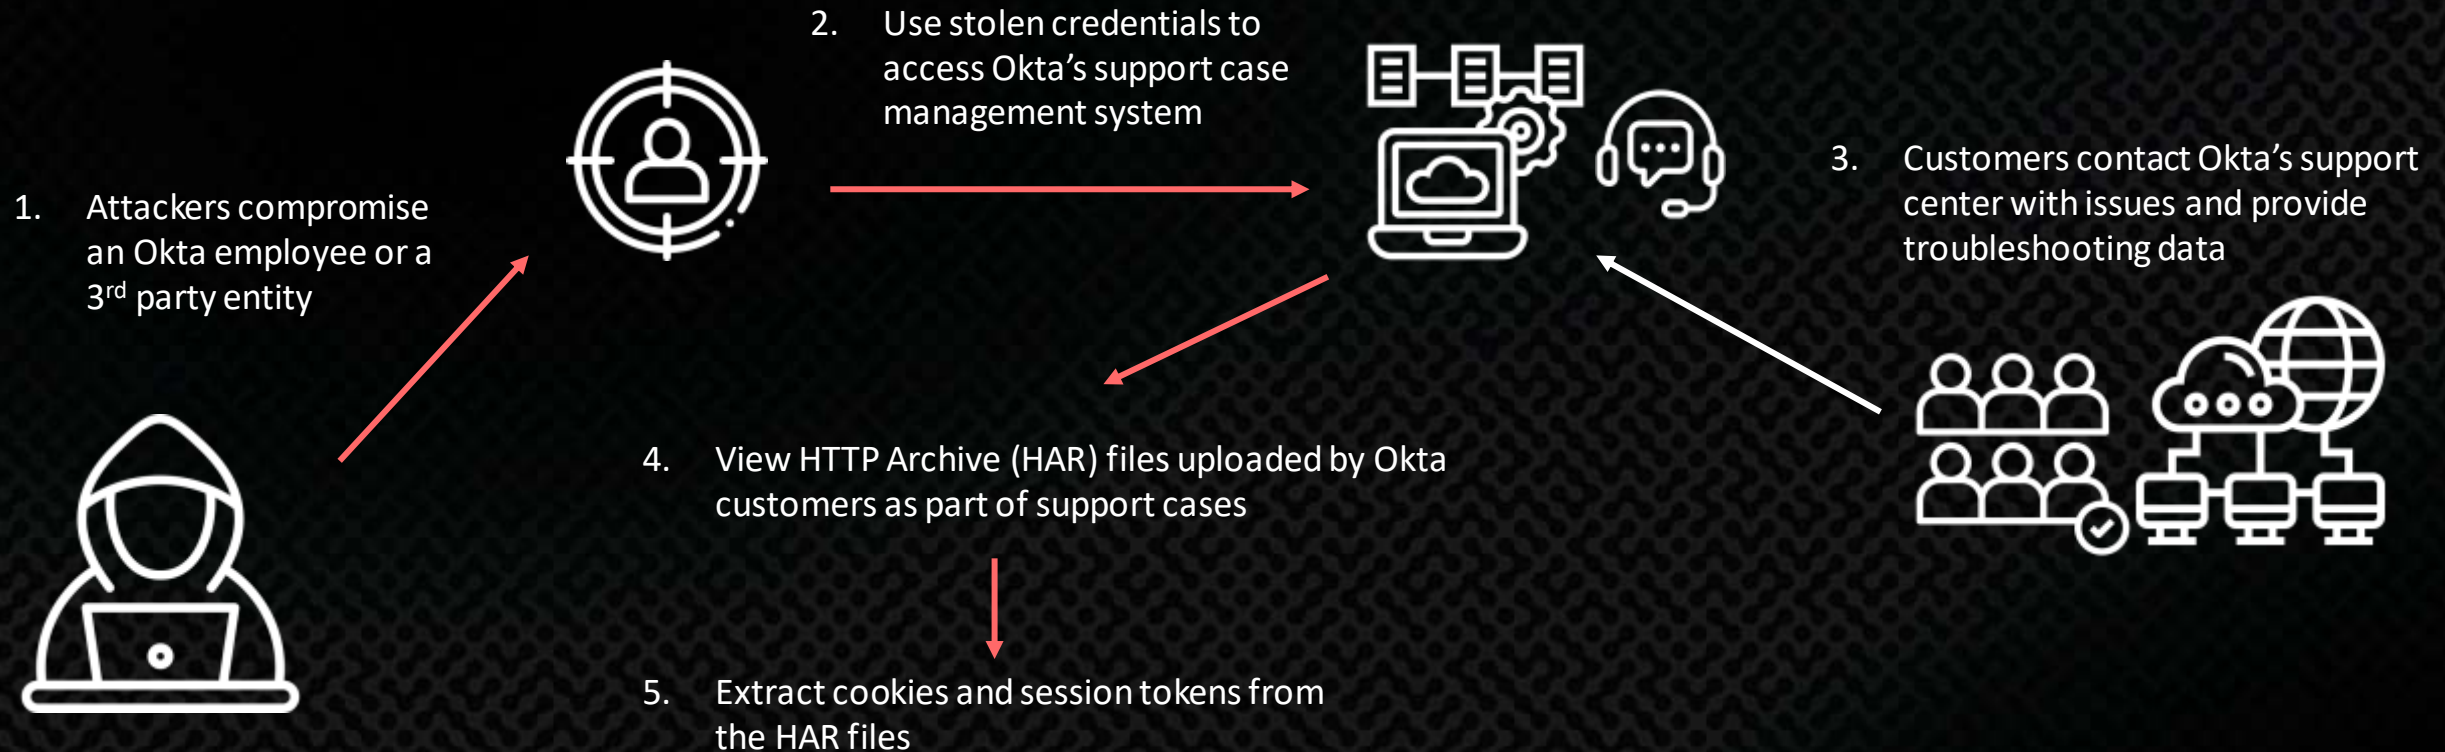 1. Attackers compromise
an Okta employee or a
3rd party entity
2. Use stolen credentials to
access Okta’s support case
management system
3. Customers contact Okta’s support
center with issues and provide
troubleshooting data
4. View HTTP Archive (HAR) files uploaded by Okta
customers as part of support cases
5. Extract cookies and session tokens from
the HAR files